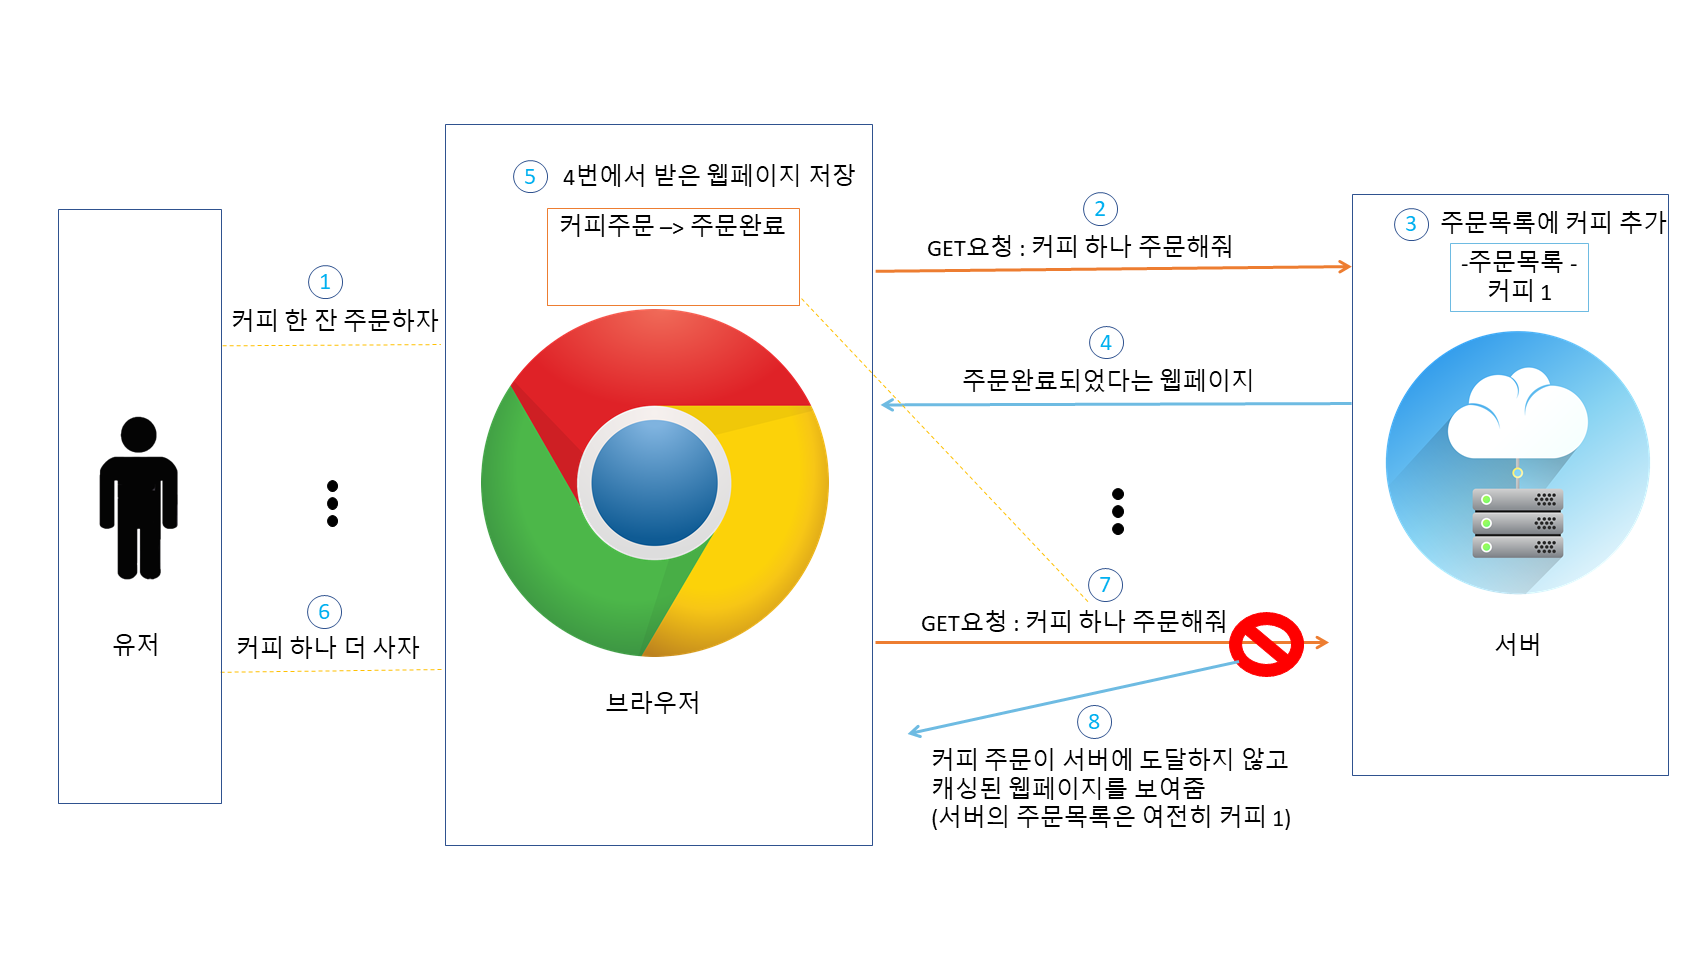 5 4번에서 받은 웹페이지 저장
커피주문 –> 주문완료
1
커피 한 잔 주문하자
2
GET요청 : 커피 하나 주문해줘
3 주문목록에 커피 추가
-주문목록 -
커피 1
4
주문완료되었다는 웹페이지
6
커피 하나 더 사자
7
GET요청 : 커피 하나 주문해줘
유저
브라우저
서버
8
커피 주문이 서버에 도달하지 않고
캐싱된 웹페이지를 보여줌
(서버의 주문목록은 여전히 커피 1)